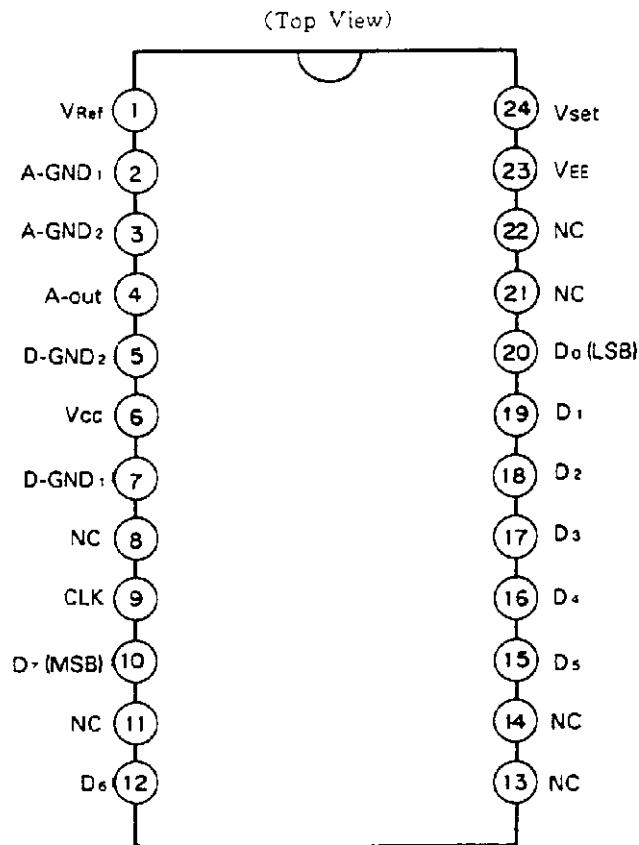 (Top View)
VRef 1
A-GND1 2
A-GND2 3
A-out 4
D-GND2 5
Vcc 6
D-GND1 7
NC 8
CLK 9
D7 (MSB) 10
NC 11
D6 12
24 Vset
23 VEE
22 NC
21 NC
20 D0 (LSB)
19 D1
18 D2
17 D3
16 D4
15 D5
14 NC
13 NC